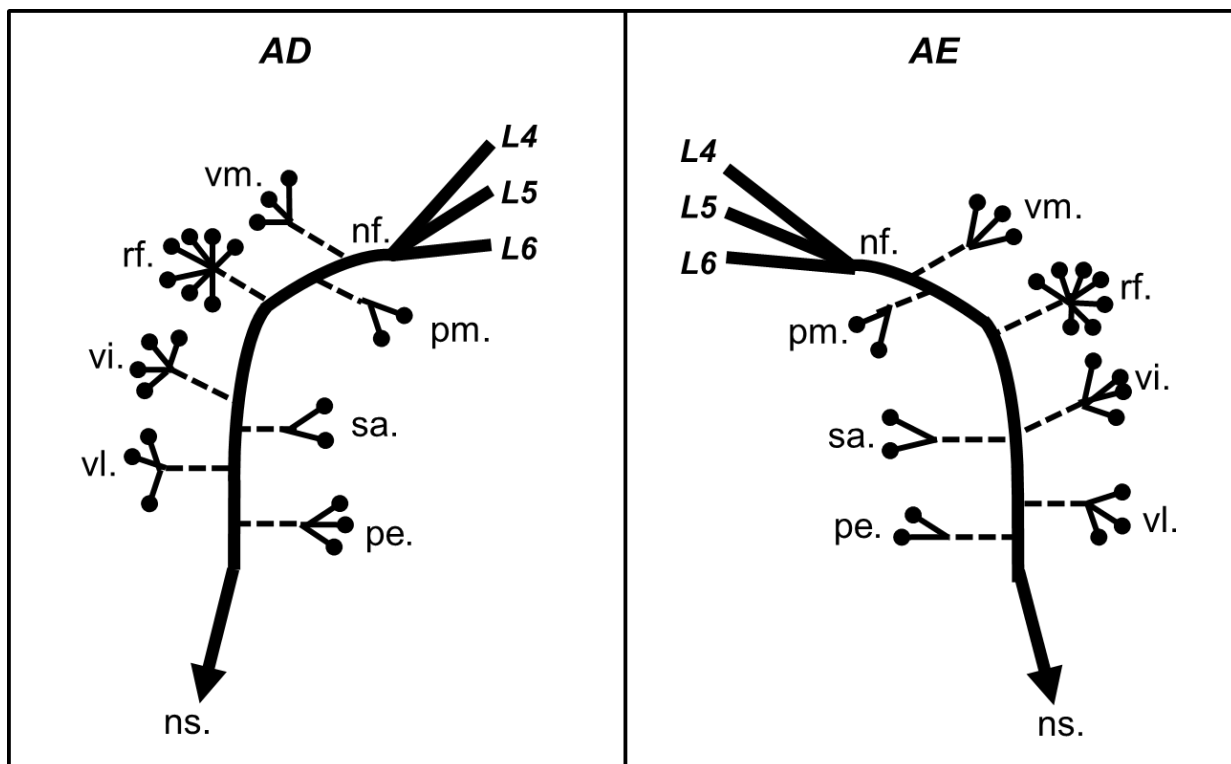 AD
L4
vm.
L5
nf.
rf.
L6
pm.
vi.
sa.
vl.
pe.
ns.
AE
L4
vm.
L5
nf.
L6
rf.
pm.
vi.
sa.
vl.
pe.
ns.